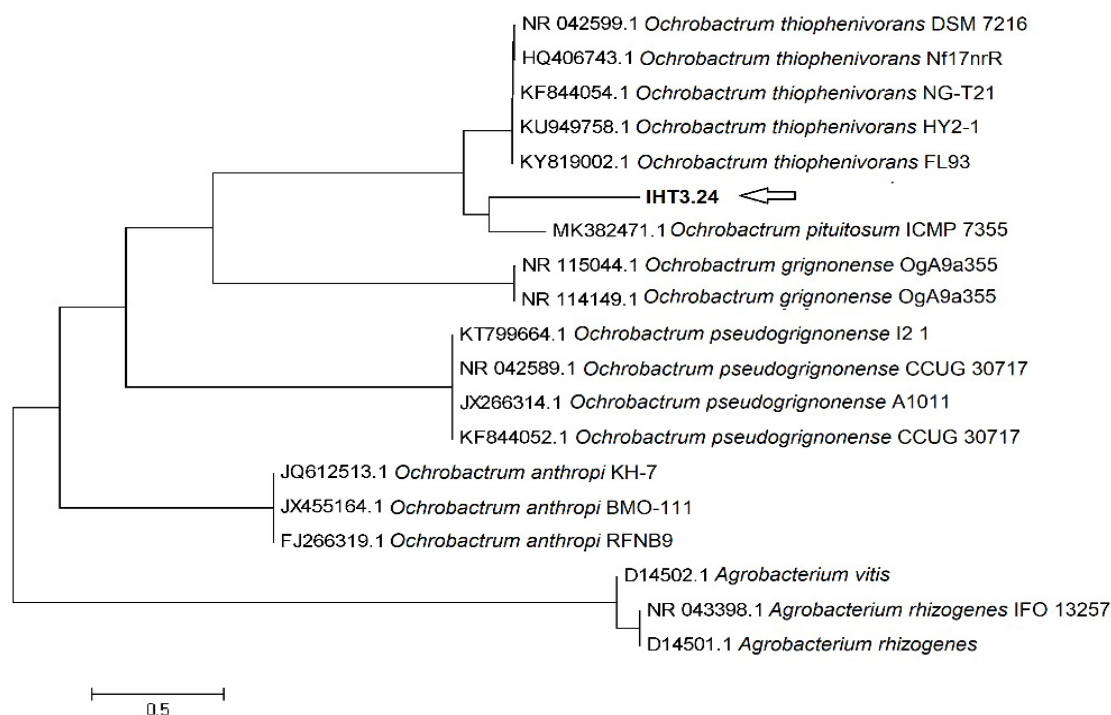 NR 042599.1 Ochrobactrum thiophenivorans DSM 7216
HQ406743.1 Ochrobactrum thiophenivorans Nf17nrR
KF844054.1 Ochrobactrum thiophenivorans NG-T21
KU949758.1 Ochrobactrum thiophenivorans HY2-1
KY819002.1 Ochrobactrum thiophenivorans FL93
IHT3.24
MK382471.1 Ochrobactrum pituitosum ICMP 7355
NR 115044.1 Ochrobactrum grignonense OgA9a355
NR 114149.1 Ochrobactrum grignonense OgA9a355
KT799664.1 Ochrobactrum pseudogrignonense I2 1
NR 042589.1 Ochrobactrum pseudogrignonense CCUG 30717
JX266314.1 Ochrobactrum pseudogrignonense A1011
KF844052.1 Ochrobactrum pseudogrignonense CCUG 30717
JQ612513.1 Ochrobactrum anthropi KH-7
JX455164.1 Ochrobactrum anthropi BMO-111
FJ266319.1 Ochrobactrum anthropi RFNB9
D14502.1 Agrobacterium vitis
NR 043398.1 Agrobacterium rhizogenes IFO 13257
D14501.1 Agrobacterium rhizogenes
0.5